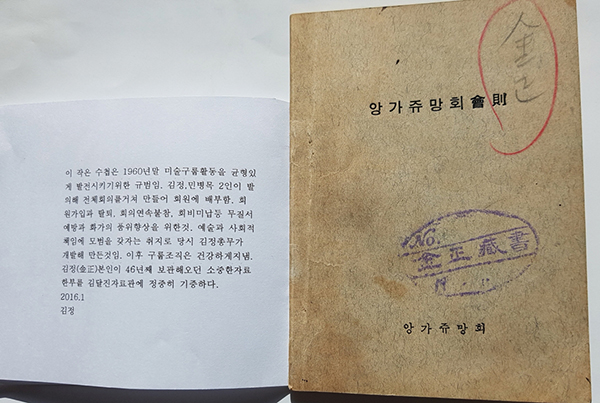 이 작은 수첩은 1960년말 미술구룹활동을 균형있
게 발전시키기위한 규범임. 김정,민병목 2인이 발
의해 전체회의를거쳐 만들어 회원에 배부함. 회
원가입과 탈퇴, 회의연속불참, 회비미납등 무질서
예방과 화가의 품위향상을 위한것. 예술과 사회적
책임에 모범을 갖자는 취지로 당시 김정총무가
개발해 만든것임. 이후 구룹조직은 건강하게지냄.
김정(金正)본인이 46년째 보관해오던 소중한자료
한부를 김달진자료관에 정중히 기증하다.
2016.1
김정
金正
앙가쥬망회會則
No.
金正藏書
앙가쥬망회